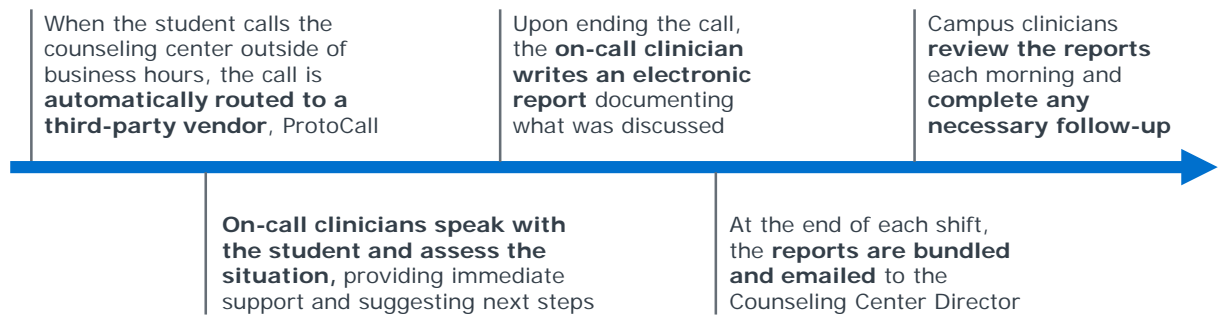 When the student calls the
counseling center outside of
business hours, the call is
automatically routed to a
third-party vendor, ProtoCall
On-call clinicians speak with
the student and assess the
situation, providing immediate
support and suggesting next steps
Upon ending the call,
the on-call clinician
writes an electronic
report documenting
what was discussed
At the end of each shift,
the reports are bundled
and emailed to the
Counseling Center Director
Campus clinicians
review the reports
each morning and
complete any
necessary follow-up